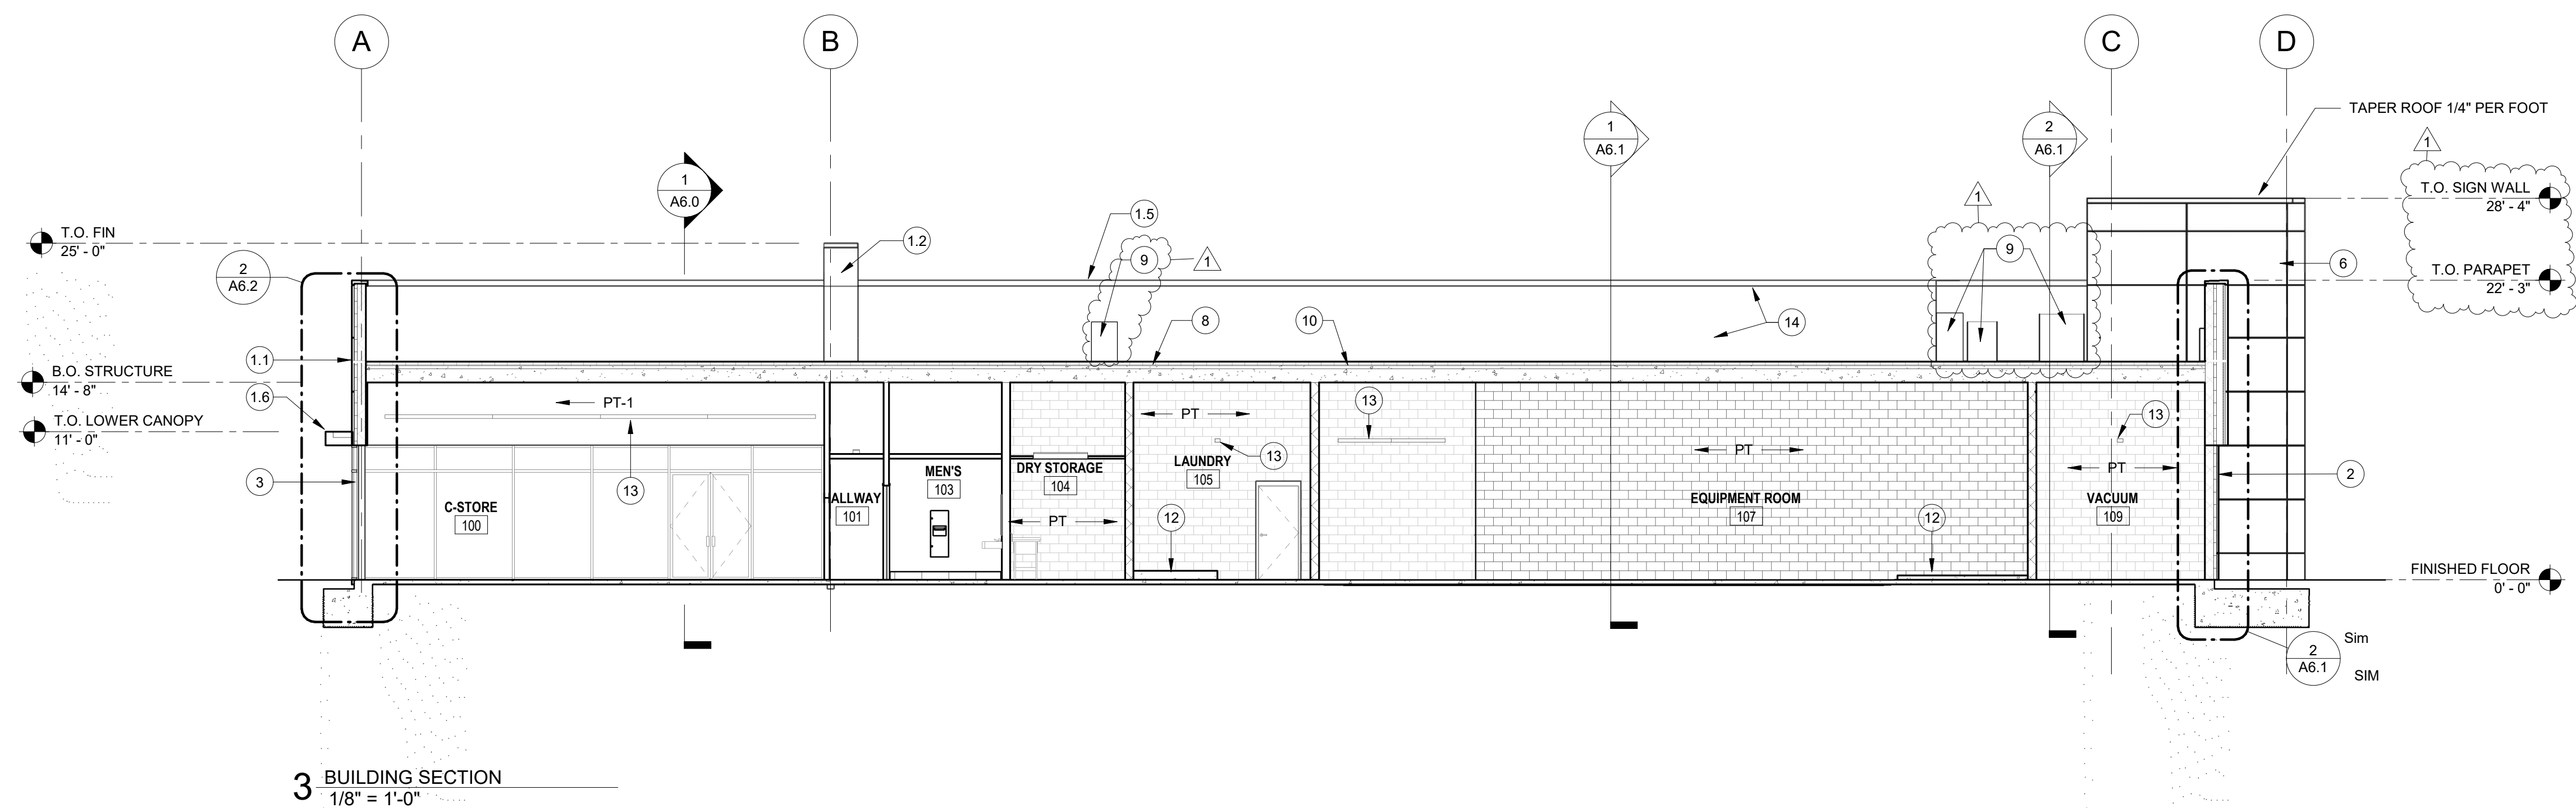 A
B
C
D
TAPER ROOF 1/4" PER FOOT
1
A6.1
2
A6.1
1
1
A6.0
1
T.O. SIGN WALL
28' - 4"
1.5
T.O. FIN
25' - 0"
1.2
9
1
9
6
T.O. PARAPET
22' - 3"
2
A6.2
8
10
14
1.1
B.O. STRUCTURE
14' - 8"
1.6
PT-1
PT
13
13
T.O. LOWER CANOPY
11' - 0"
PT
13
PT
3
13
C-STORE
100
ALLWAY
101
MEN'S
103
DRY STORAGE
104
LAUNDRY
105
EQUIPMENT ROOM
107
VACUUM
109
2
PT
12
12
FINISHED FLOOR
0' - 0"
2
A6.1
Sim
SIM
3
BUILDING SECTION
1/8" = 1'-0"